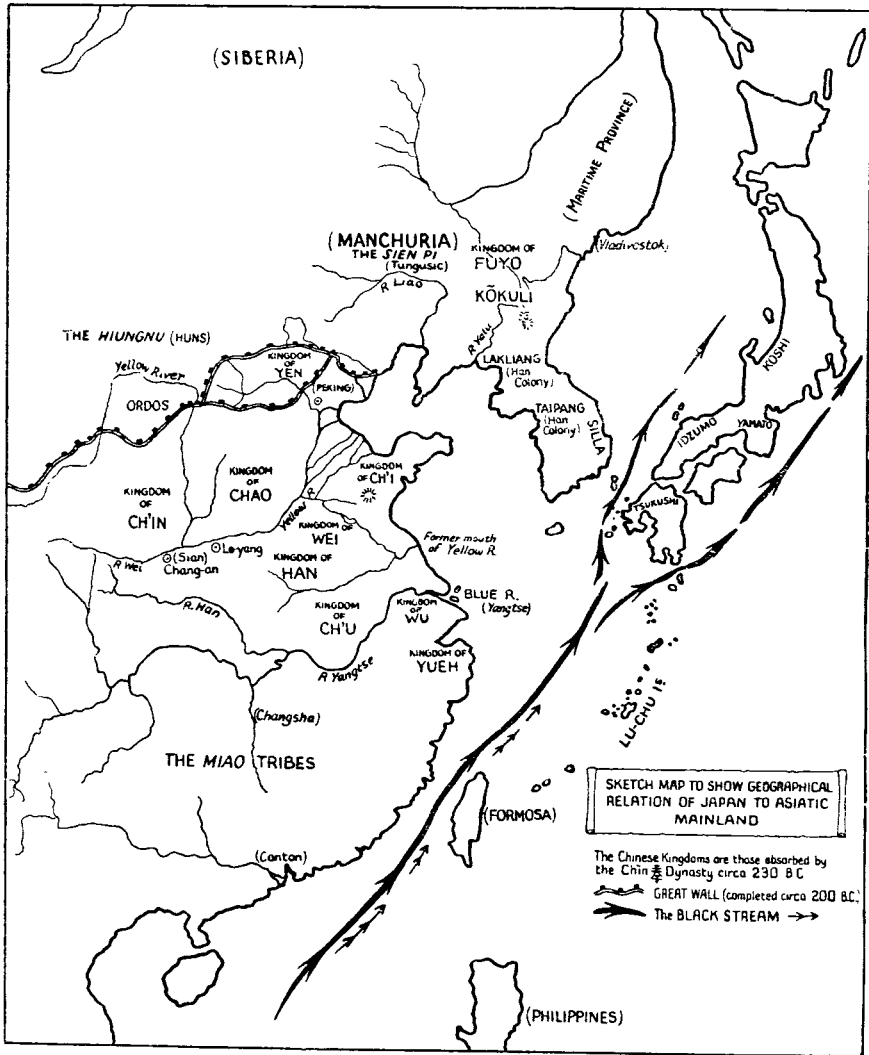 (SIBERIA)
(MARITIME PROVINCE)
(MANCHURIA)
THE SIEN PI
(Tungusic)
R Liao
KINGDOM OF
FUYO
KŌKULI
(Vladivostok)
THE HIUNGNU (HUNS)
Yellow River
ORDOS
KINGDOM
OF
YEN
(PEKING)
R Yalu
LAKLIANG
(Han
Colony)
TAIPANG
(Han
Colony)
SILLA
KOSHI
IDZUMO
YAMATO
TSUKUSHI
KINGDOM
OF
CH'IN
KINGDOM
OF
CHAO
KINGDOM
OF CH'I
Yellow R
KINGDOM OF
WEI
Former mouth
of Yellow R.
R Wei
(Sian)
Chang-an
Lo-yang
KINGDOM OF
HAN
R. Han
KINGDOM
OF
CH'U
KINGDOM
OF
WU
BLUE R.
(Yangtse)
R Yangtse
KINGDOM OF
YUEH
(Changsha)
THE MIAO TRIBES
LU-CHU IS
(FORMOSA)
(Canton)
(PHILIPPINES)
SKETCH MAP TO SHOW GEOGRAPHICAL
RELATION OF JAPAN TO ASIATIC
MAINLAND
The Chinese Kingdoms are those absorbed by
the Chin 秦 Dynasty circa 230 B C
GREAT WALL (completed circa 200 B.C.)
The BLACK STREAM